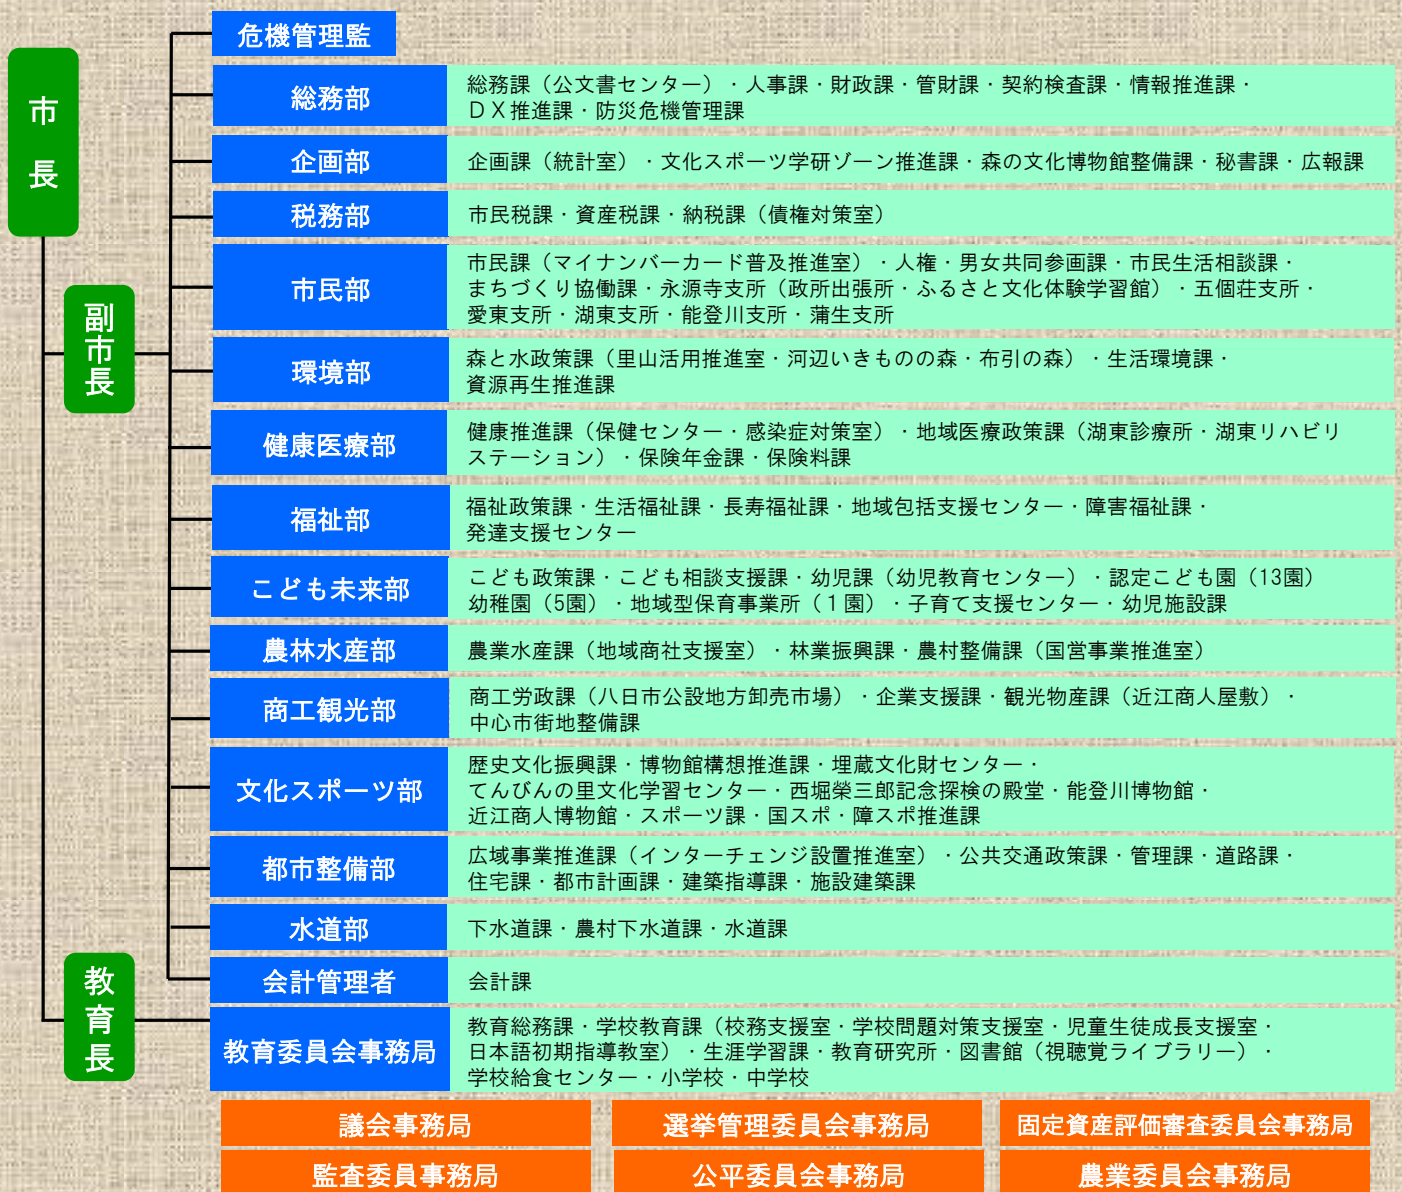 市長
副市長
教育長
危機管理監
総務部
総務課（公文書センター）・人事課・財政課・管財課・契約検査課・情報推進課・
ＤＸ推進課・防災危機管理課
企画部
企画課（統計室）・文化スポーツ学研ゾーン推進課・森の文化博物館整備課・秘書課・広報課
税務部
市民税課・資産税課・納税課（債権対策室）
市民部
市民課（マイナンバーカード普及推進室）・人権・男女共同参画課・市民生活相談課・
まちづくり協働課・永源寺支所（政所出張所・ふるさと文化体験学習館）・五個荘支所・
愛東支所・湖東支所・能登川支所・蒲生支所
環境部
森と水政策課（里山活用推進室・河辺いきものの森・布引の森）・生活環境課・
資源再生推進課
健康医療部
健康推進課（保健センター・感染症対策室）・地域医療政策課（湖東診療所・湖東リハビリ
ステーション）・保険年金課・保険料課
福祉部
福祉政策課・生活福祉課・長寿福祉課・地域包括支援センター・障害福祉課・
発達支援センター
こども未来部
こども政策課・こども相談支援課・幼児課（幼児教育センター）・認定こども園（13園）
幼稚園（5園）・地域型保育事業所（１園）・子育て支援センター・幼児施設課
農林水産部
農業水産課（地域商社支援室）・林業振興課・農村整備課（国営事業推進室）
商工観光部
商工労政課（八日市公設地方卸売市場）・企業支援課・観光物産課（近江商人屋敷）・
中心市街地整備課
文化スポーツ部
歴史文化振興課・博物館構想推進課・埋蔵文化財センター・
てんびんの里文化学習センター・西堀榮三郎記念探検の殿堂・能登川博物館・
近江商人博物館・スポーツ課・国スポ・障スポ推進課
都市整備部
広域事業推進課（インターチェンジ設置推進室）・公共交通政策課・管理課・道路課・
住宅課・都市計画課・建築指導課・施設建築課
水道部
下水道課・農村下水道課・水道課
会計管理者
会計課
教育委員会事務局
教育総務課・学校教育課（校務支援室・学校問題対策支援室・児童生徒成長支援室・
日本語初期指導教室）・生涯学習課・教育研究所・図書館（視聴覚ライブラリー）・
学校給食センター・小学校・中学校
議会事務局
選挙管理委員会事務局
固定資産評価審査委員会事務局
監査委員事務局
公平委員会事務局
農業委員会事務局